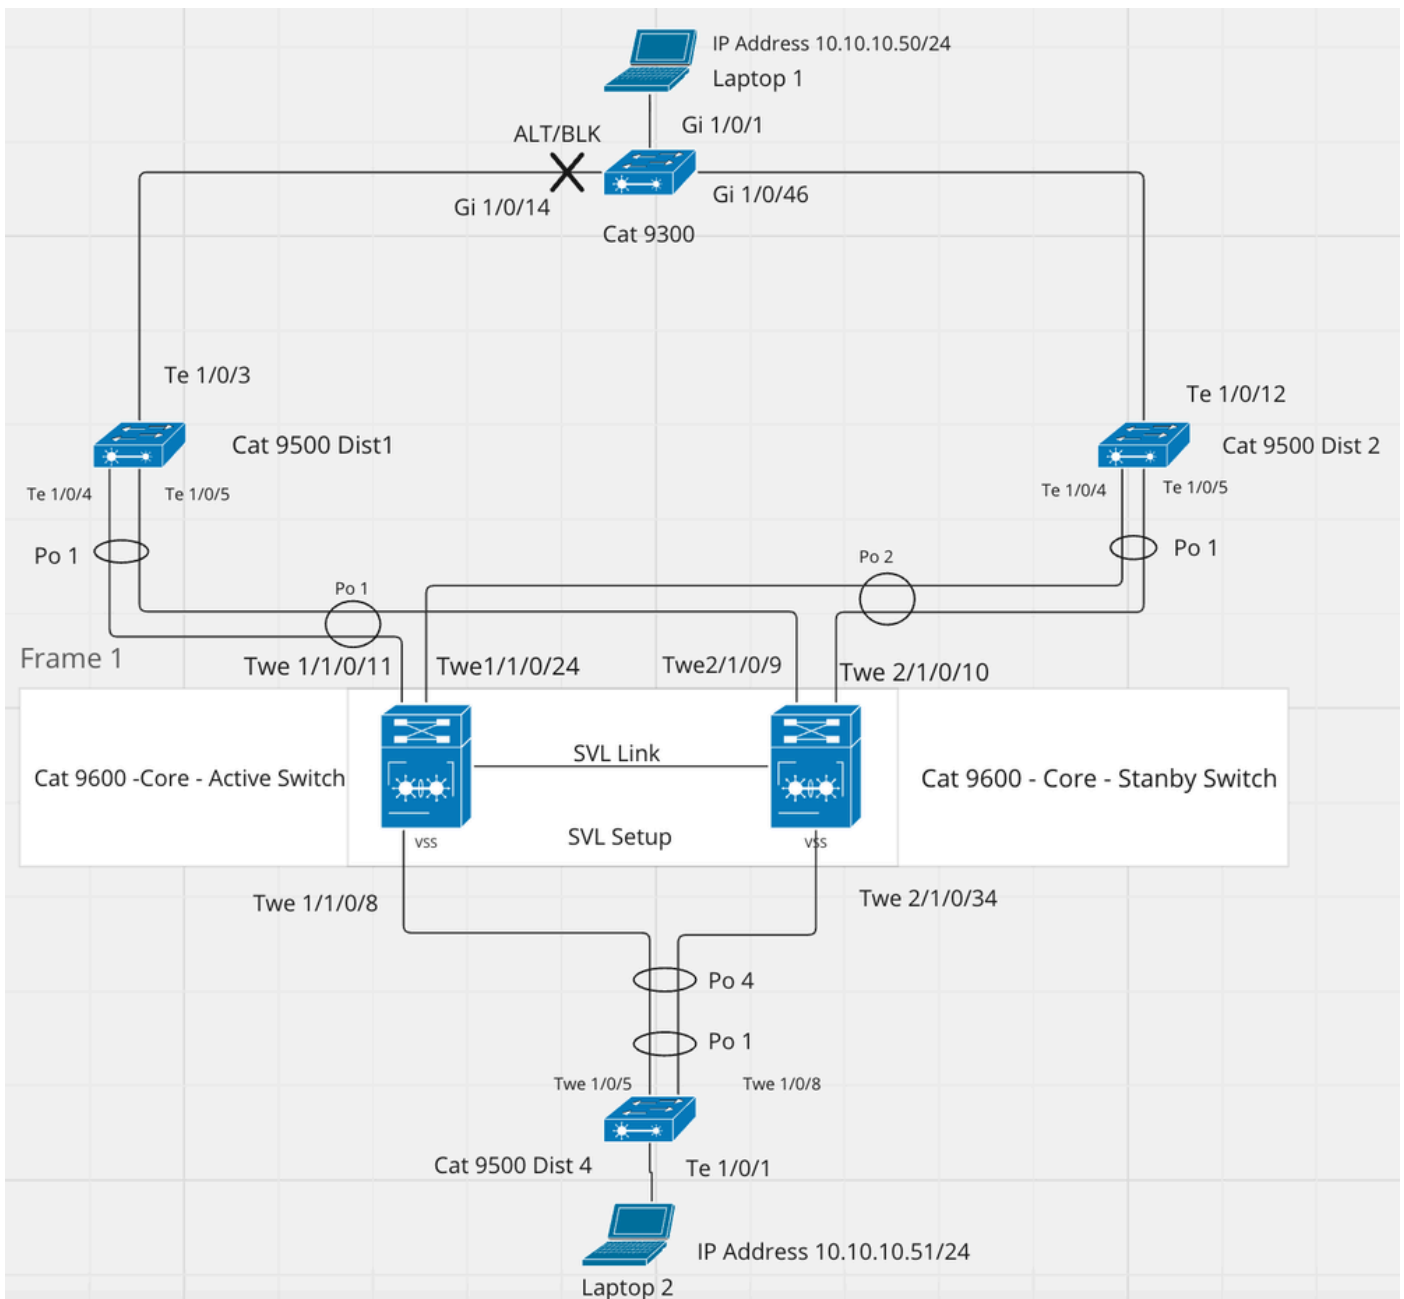 IP Address 10.10.10.50/24
Laptop 1
Gi 1/0/1
ALT/BLK
Gi 1/0/14
Gi 1/0/46
Cat 9300
Te 1/0/3
Te 1/0/12
Cat 9500 Dist1
Cat 9500 Dist 2
Te 1/0/4
Te 1/0/5
Te 1/0/4
Te 1/0/5
Po 1
Po 1
Po 2
Po 1
Frame 1
Twe 1/1/0/11
Twe1/1/0/24
Twe2/1/0/9
Twe 2/1/0/10
SVL Link
Cat 9600 -Core - Active Switch
Cat 9600 - Core - Stanby Switch
SVL Setup
VSS
VSS
Twe 1/1/0/8
Twe 2/1/0/34
Po 4
Po 1
Twe 1/0/5
Twe 1/0/8
Cat 9500 Dist 4
Te 1/0/1
IP Address 10.10.10.51/24
Laptop 2